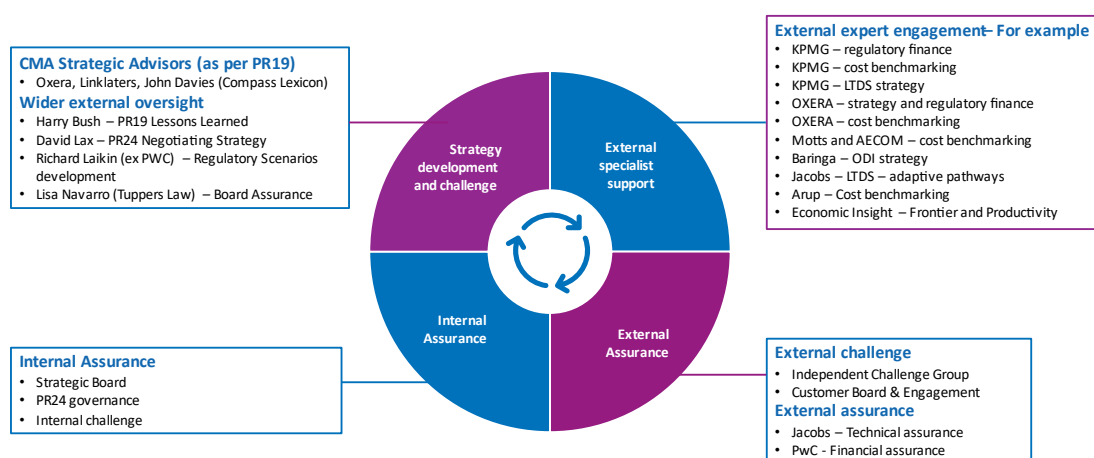 CMA Strategic Advisors (as per PR19)
• Oxera, Linklaters, John Davies (Compass Lexicon)
Wider external oversight
• Harry Bush – PR19 Lessons Learned
• David Lax – PR24 Negotiating Strategy
• Richard Laikin (ex PWC) – Regulatory Scenarios
development
• Lisa Navarro (Tuppers Law) – Board Assurance
External expert engagement– For example
• KPMG – regulatory finance
• KPMG – cost benchmarking
• KPMG – LTDS strategy
• OXERA – strategy and regulatory finance
• OXERA – cost benchmarking
• Motts and AECOM – cost benchmarking
• Baringa – ODI strategy
• Jacobs – LTDS – adaptive pathways
• Arup – Cost benchmarking
• Economic Insight – Frontier and Productivity
Strategy
development
and challenge
External
specialist
support
Internal
Assurance
External
Assurance
Internal Assurance
• Strategic Board
• PR24 governance
• Internal challenge
External challenge
• Independent Challenge Group
• Customer Board & Engagement
External assurance
• Jacobs – Technical assurance
• PwC - Financial assurance